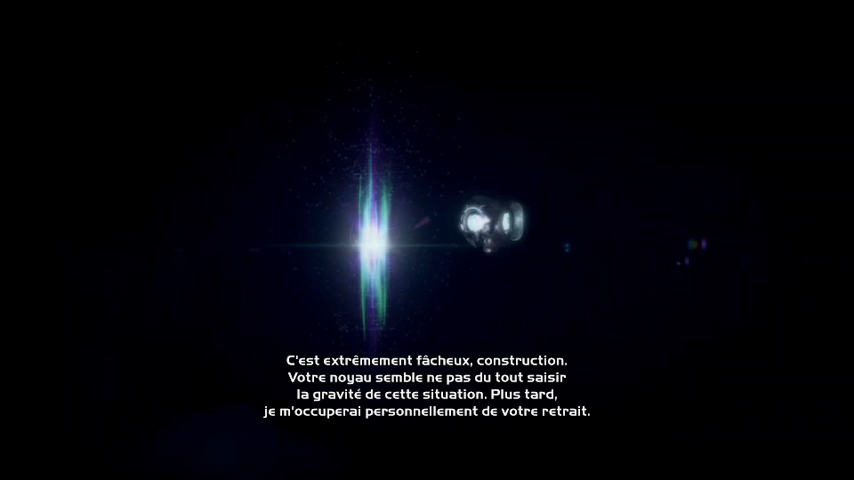 C'est extrêmement fâcheux, construction.
Votre noyau semble ne pas du tout saisir
la gravité de cette situation. Plus tard,
je m'occuperai personnellement de votre retrait.